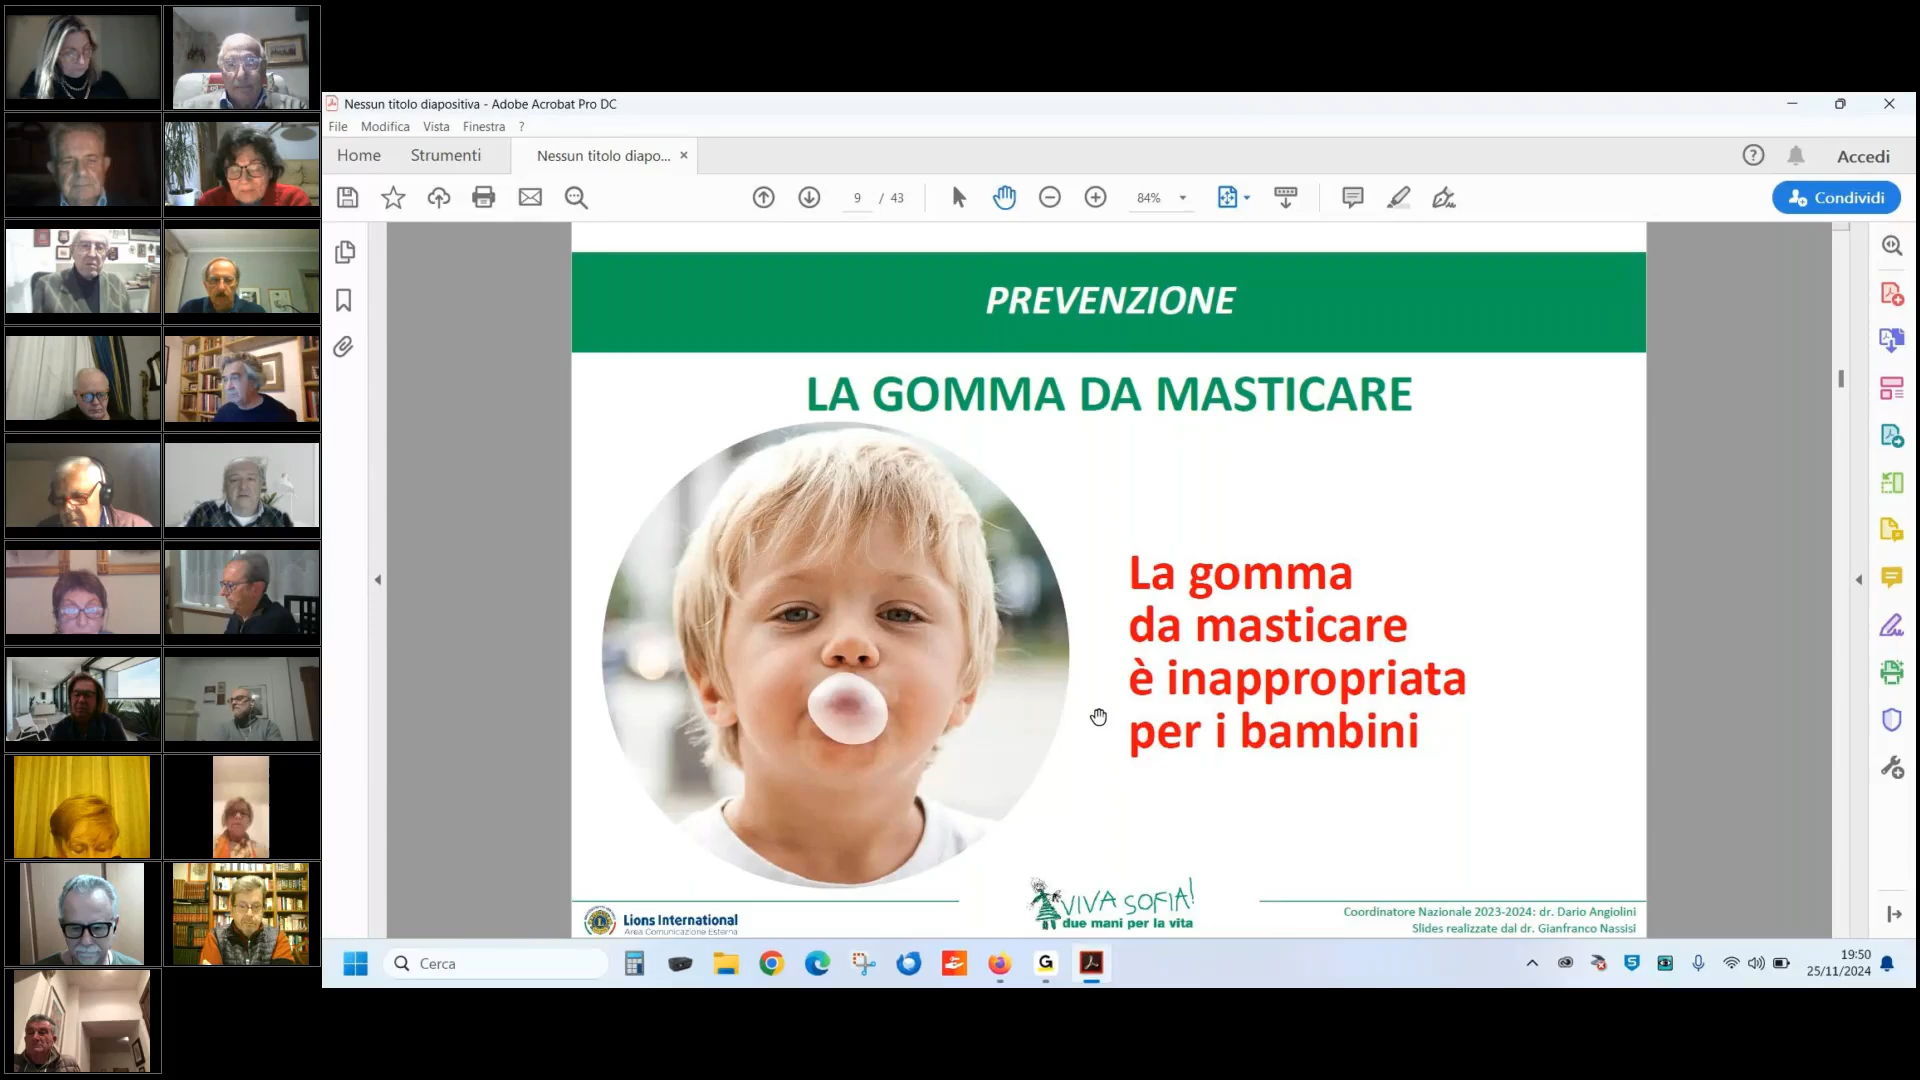 Nessun titolo diapositiva - Adobe Acrobat Pro DC
File Modifica Vista Finestra ?
Home Strumenti Nessun titolo diapo... Accedi
9 / 43 84% Condividi
PREVENZIONE
LA GOMMA DA MASTICARE
La gomma
da masticare
è inappropriata
per i bambini
Lions International
Area Comunicazione Esterna
VIVA SOFIA!
due mani per la vita
Coordinatore Nazionale 2023-2024: dr. Dario Angiolini
Slides realizzate dal dr. Gianfranco Nassisi
Cerca
19:50
25/11/2024